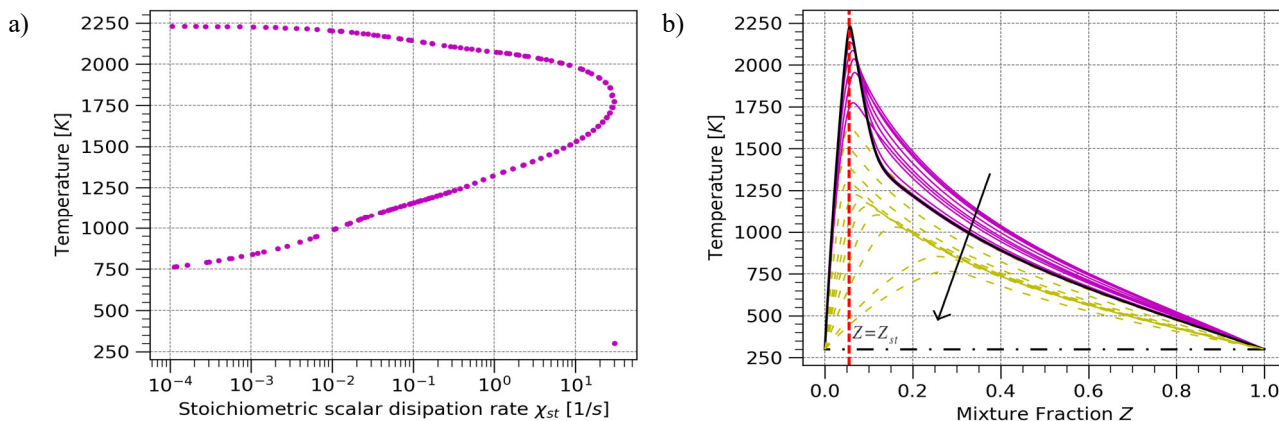 a)
Temperature [K]
2250
2000
1750
1500
1250
1000
750
500
250
10⁻⁴ 10⁻³ 10⁻² 10⁻¹ 10⁰ 10¹
Stoichiometric scalar disipation rate χst [1/s]
b)
Temperature [K]
2250
2000
1750
1500
1250
1000
750
500
250
Z=Zst
0.0 0.2 0.4 0.6 0.8 1.0
Mixture Fraction Z